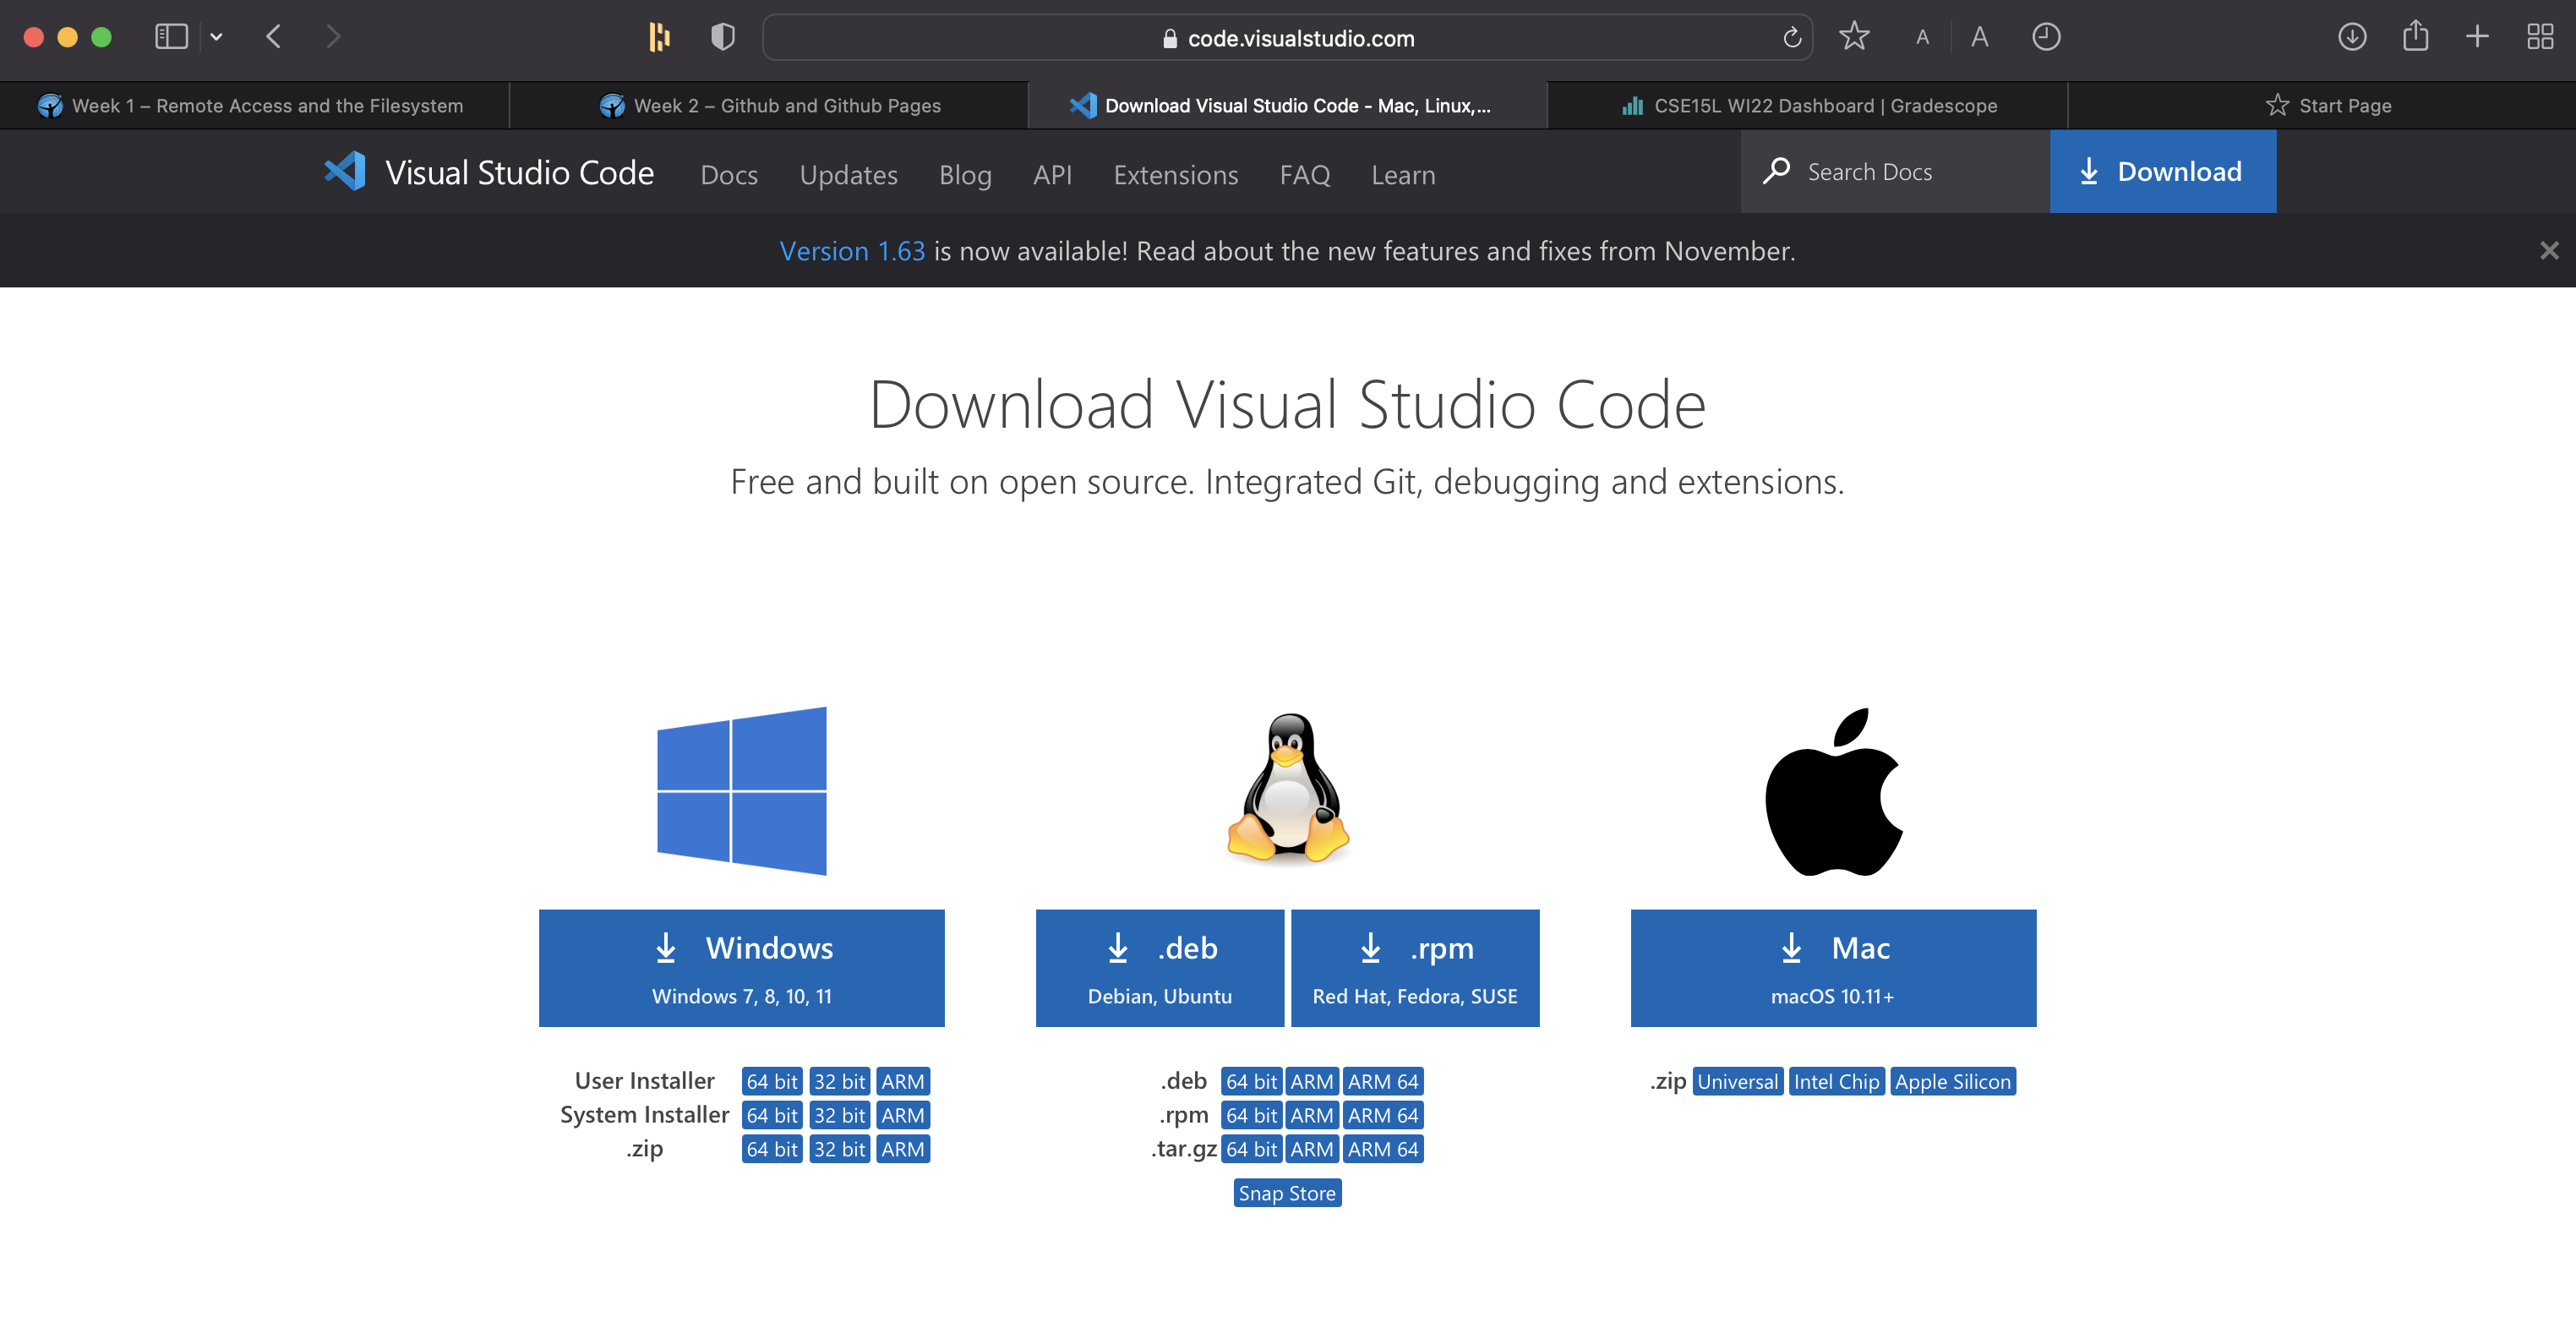 code.visualstudio.com
A A
Week 1 – Remote Access and the Filesystem
Week 2 – Github and Github Pages
Download Visual Studio Code - Mac, Linux,...
CSE15L WI22 Dashboard | Gradescope
Start Page
Visual Studio Code Docs Updates Blog API Extensions FAQ Learn Search Docs Download
Version 1.63 is now available! Read about the new features and fixes from November.
Download Visual Studio Code
Free and built on open source. Integrated Git, debugging and extensions.
Windows
Windows 7, 8, 10, 11
User Installer 64 bit 32 bit ARM
System Installer 64 bit 32 bit ARM
.zip 64 bit 32 bit ARM
.deb
Debian, Ubuntu
.rpm
Red Hat, Fedora, SUSE
.deb 64 bit ARM ARM 64
.rpm 64 bit ARM ARM 64
.tar.gz 64 bit ARM ARM 64
Snap Store
Mac
macOS 10.11+
.zip Universal Intel Chip Apple Silicon